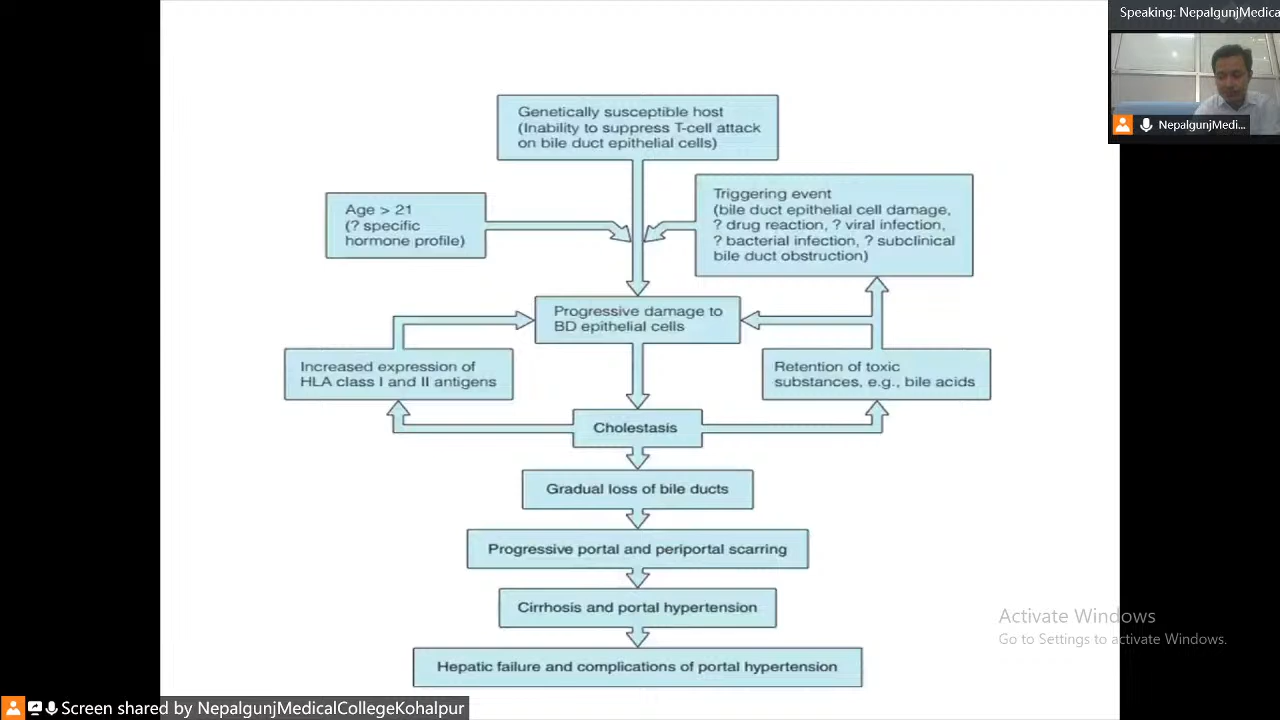 Speaking: NepalgunjMedica
NepalgunjMedi...
Genetically susceptible host
(Inability to suppress T-cell attack
on bile duct epithelial cells)
Age > 21
(? specific
hormone profile)
Triggering event
(bile duct epithelial cell damage,
? drug reaction, ? viral infection,
? bacterial infection, ? subclinical
bile duct obstruction)
Progressive damage to
BD epithelial cells
Increased expression of
HLA class I and II antigens
Retention of toxic
substances, e.g., bile acids
Cholestasis
Gradual loss of bile ducts
Progressive portal and periportal scarring
Cirrhosis and portal hypertension
Hepatic failure and complications of portal hypertension
Activate Windows
Go to Settings to activate Windows.
Screen shared by NepalgunjMedicalCollegeKohalpur